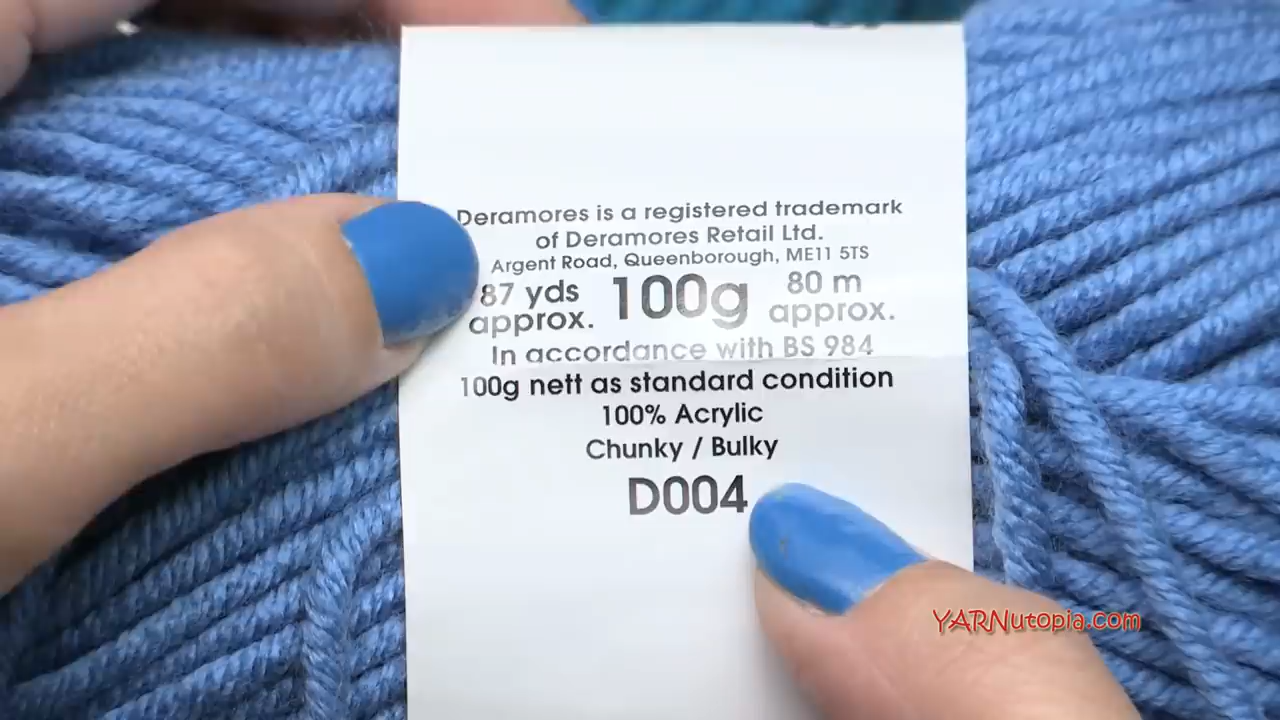 Deramores is a registered trademark
of Deramores Retail Ltd.
Argent Road, Queenborough, ME11 5TS
87 yds approx. 100g 80 m approx.
In accordance with BS 984
100g nett as standard condition
100% Acrylic
Chunky / Bulky
D004
YARNutopia.com